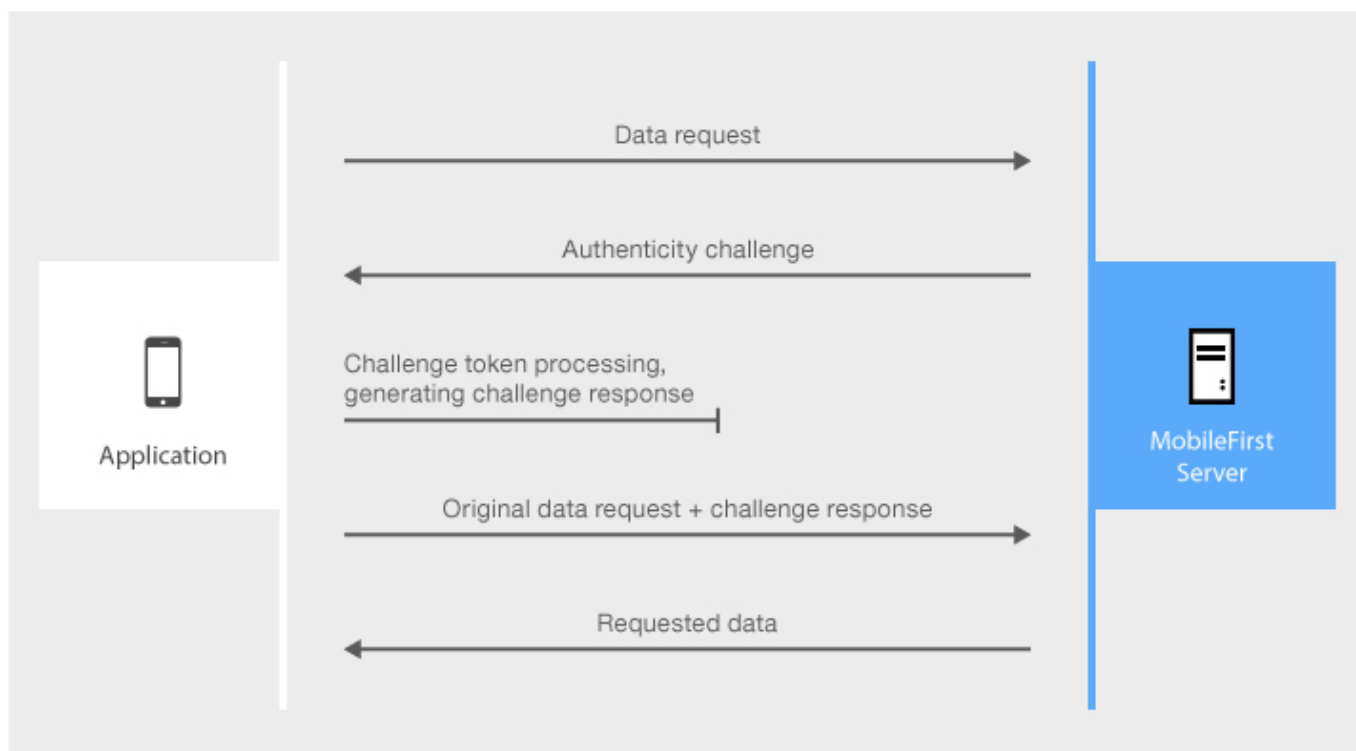 Data request
Authenticity challenge
Challenge token processing,
generating challenge response
Application
MobileFirst
Server
Original data request + challenge response
Requested data